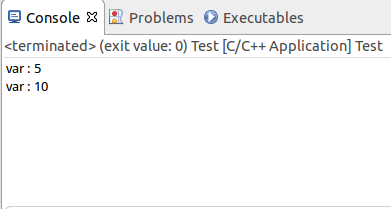 Console Problems Executables
<terminated> (exit value: 0) Test [C/C++ Application] Test
var : 5
var : 10